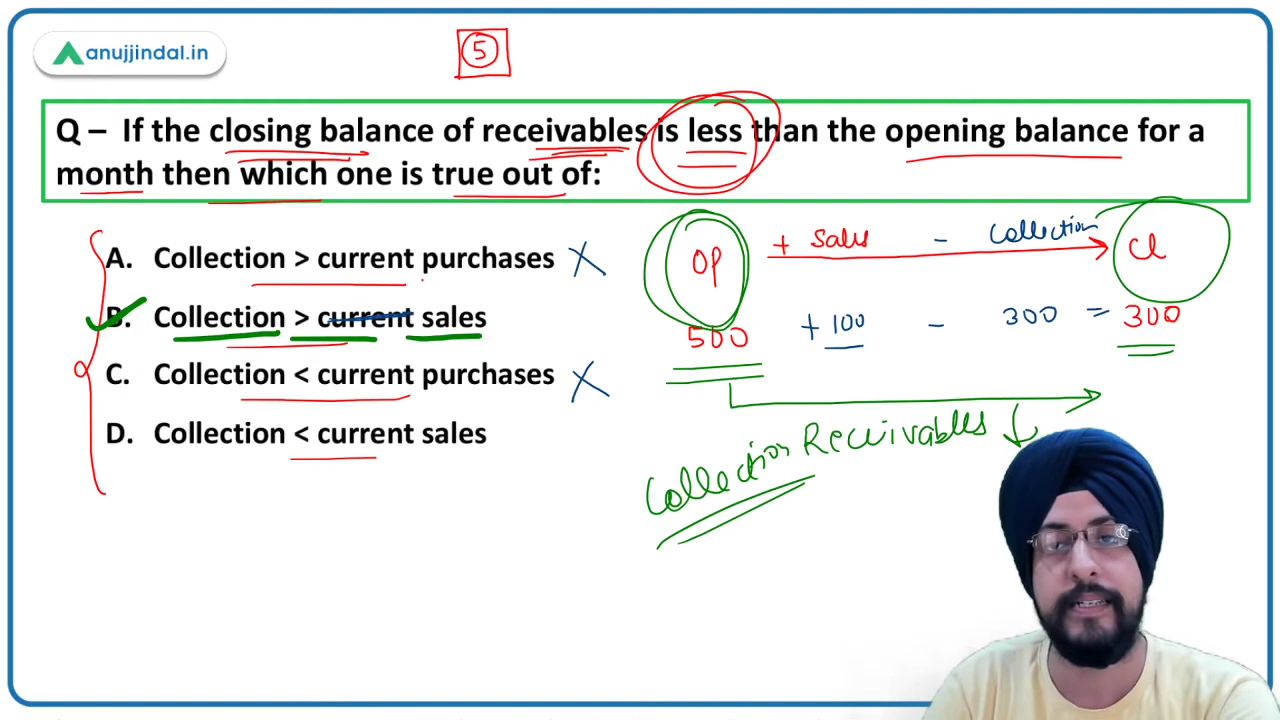 anujjindal.in
5
Q – If the closing balance of receivables is less than the opening balance for a
month then which one is true out of:
A. Collection > current purchases
B. Collection > current sales
C. Collection < current purchases
D. Collection < current sales
OP + Sales - Collection Cl
500 + 100 - 300 = 300
Collection Receivables ↓